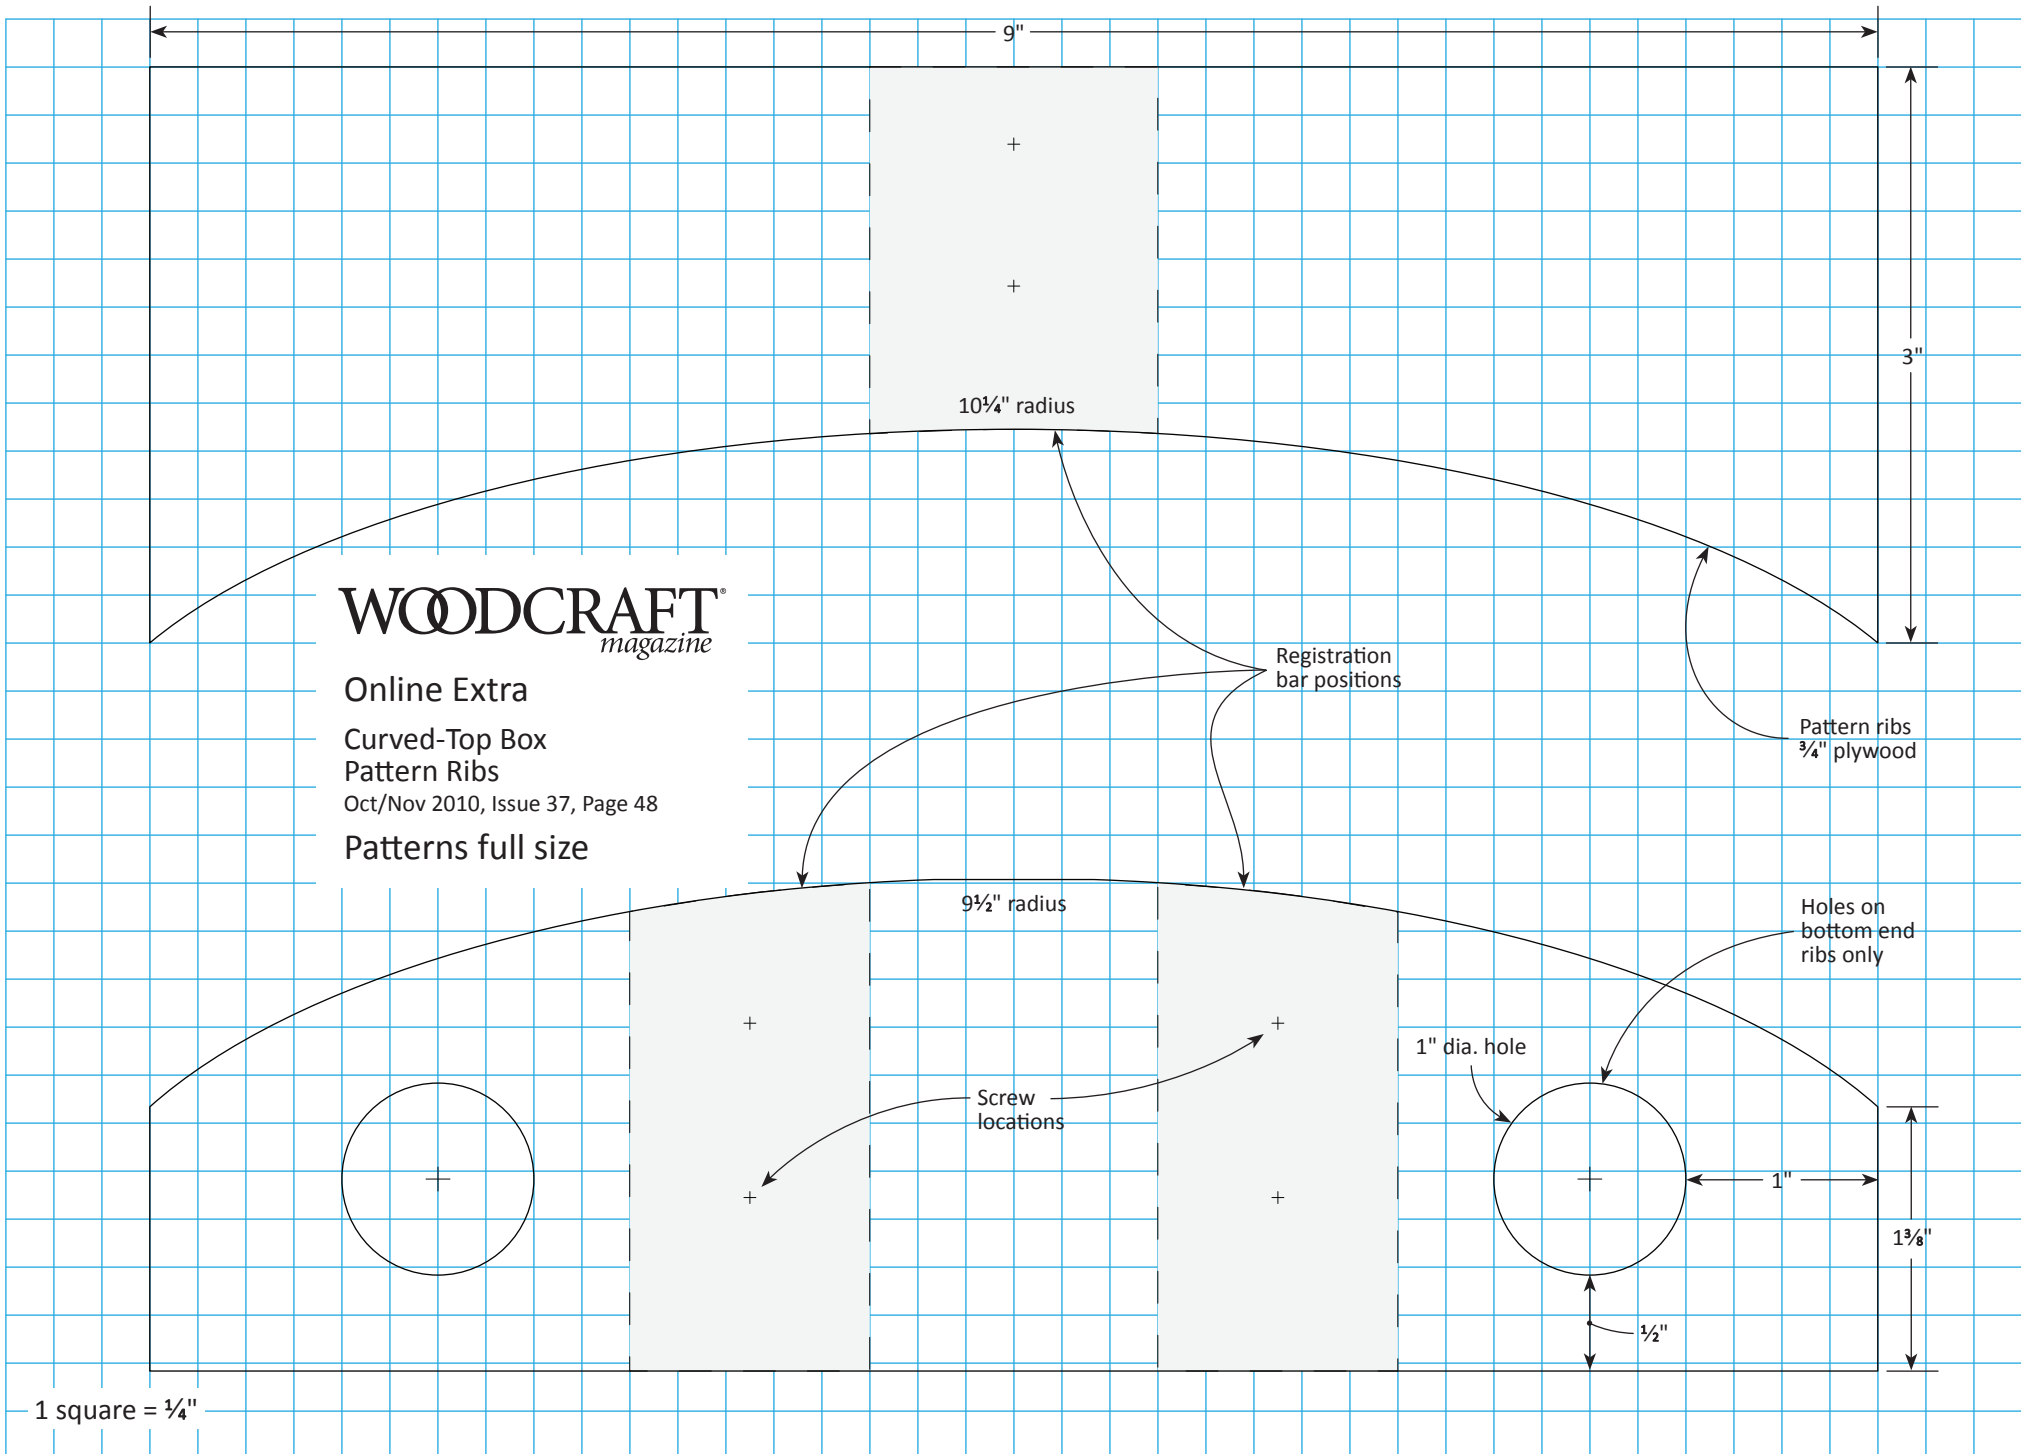 9"
3"
10¼" radius
WOODCRAFT®
magazine
Online Extra
Curved-Top Box
Pattern Ribs
Oct/Nov 2010, Issue 37, Page 48
Patterns full size
Registration
bar positions
Pattern ribs
¾" plywood
9½" radius
Holes on
bottom end
ribs only
1" dia. hole
Screw
locations
1"
1⅜"
½"
1 square = ¼"